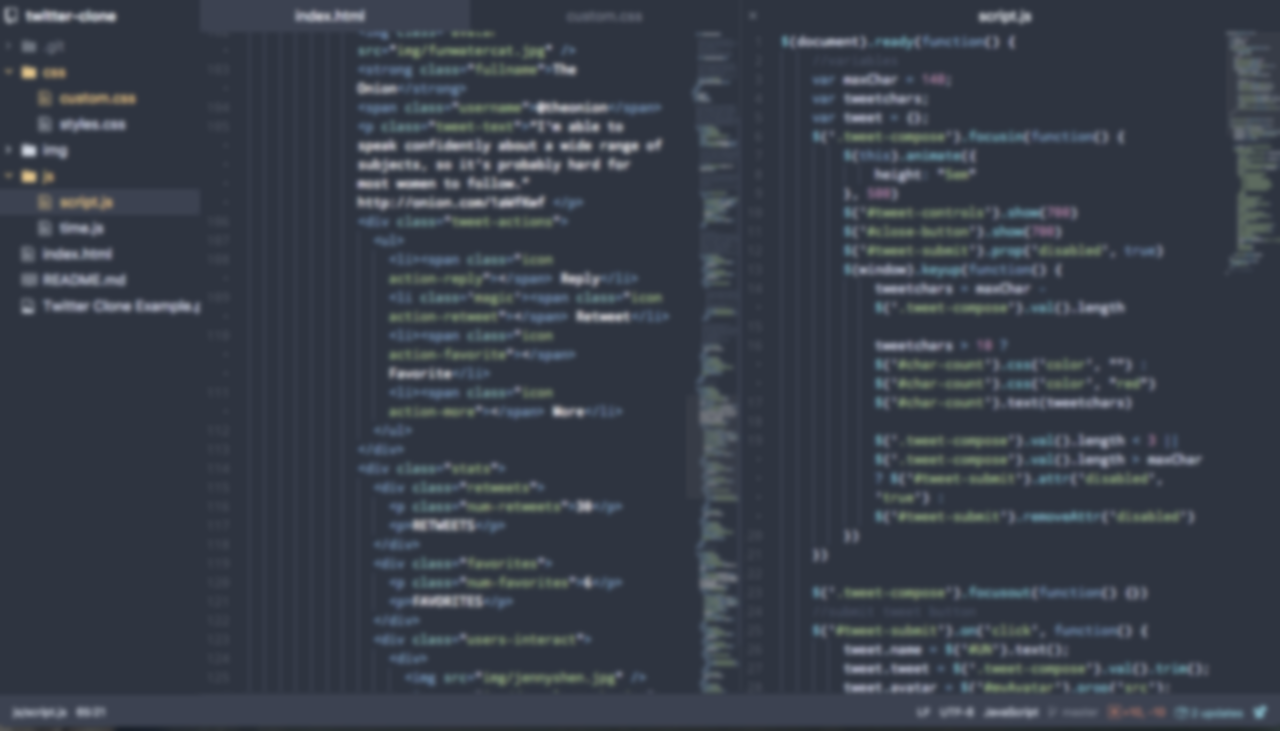 twitter-clone
.git
css
custom.css
styles.css
img
js
script.js
time.js
index.html
README.md
Twitter Clone Example.p
index.html
custom.css
src="img/funwatercat.jpg" />
<strong class="fullname">The
Onion</strong>
<span class="username">@theonion</span>
<p class="tweet-text">"I'm able to
speak confidently about a wide range of
subjects, so it's probably hard for
most women to follow."
</p>
<div class="tweet-actions">
<ul>
<li><span class="icon
action-reply"></span> Reply</li>
<li class="magic"><span class="icon
action-retweet"></span> Retweet</li>
<li><span class="icon
action-favorite"></span>
Favorite</li>
<li><span class="icon
action-more"></span> More</li>
</ul>
</div>
<div class="stats">
<div class="retweets">
<p class="num-retweets">30</p>
<p>RETWEETS</p>
</div>
<div class="favorites">
<p class="num-favorites">6</p>
<p>FAVORITES</p>
</div>
<div class="users-interact">
<div>
<img src="img/jennyshen.jpg" />
script.js
$(document).ready(function() {
//variables
var maxChar = 140;
var tweetchars;
var tweet = {};
$(".tweet-compose").focusin(function() {
$(this).animate({
height: "5em"
}, 500)
$("#tweet-controls").show(700)
$("#close-button").show(700)
$("#tweet-submit").prop("disabled", true)
$(window).keyup(function() {
tweetchars = maxChar -
$(".tweet-compose").val().length
tweetchars > 10 ?
$("#char-count").css("color", "") :
$("#char-count").css("color", "red")
$("#char-count").text(tweetchars)
$(".tweet-compose").val().length < 3 ||
$(".tweet-compose").val().length > maxChar
? $("#tweet-submit").attr("disabled",
"true") :
$("#tweet-submit").removeAttr("disabled")
})
})
$(".tweet-compose").focusout(function() {})
//submit tweet button
$("#tweet-submit").on("click", function() {
tweet.name = $("#UN").text();
tweet.tweet = $(".tweet-compose").val().trim();
tweet.avatar = $("#myAvatar").prop("src");
js/script.js
LF UTF-8 JavaScript master 2 updates